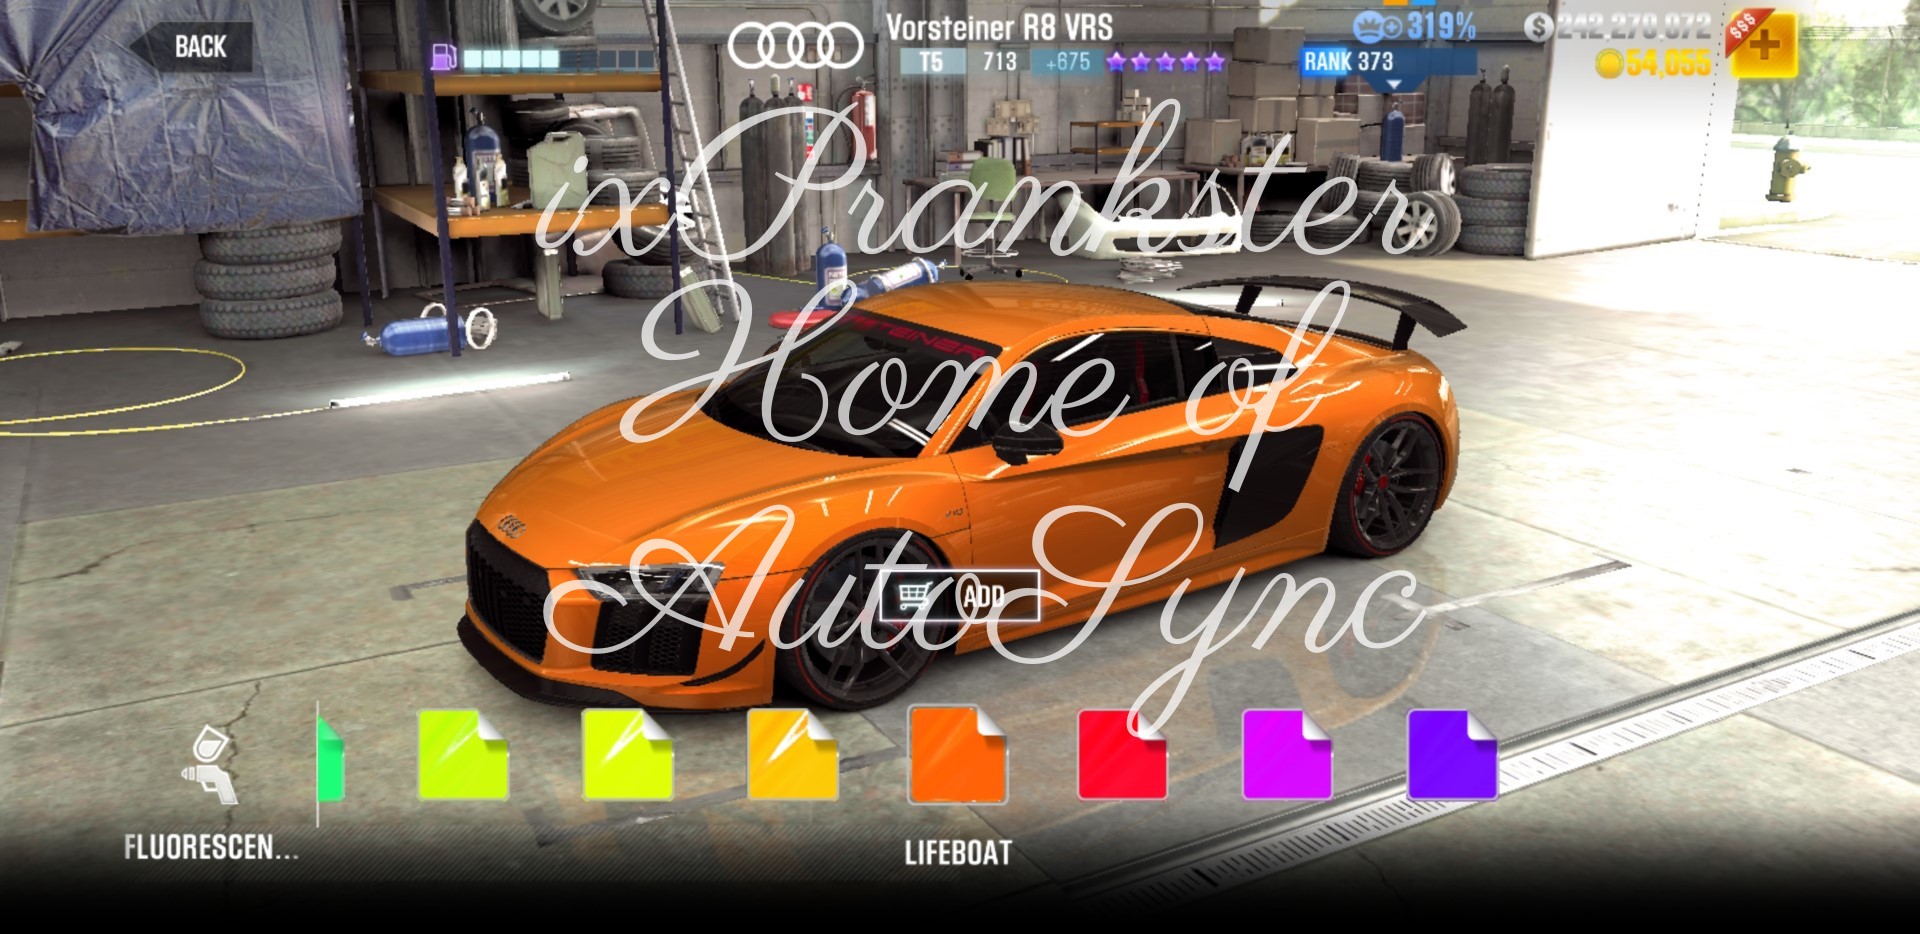 BACK
Vorsteiner R8 VRS
T5 713 +675
319%
RANK 373
$ 242,270,072
54,055
$$$
ixPrankster
Home of
AutoSync
ADD
FLUORESCEN...
LIFEBOAT